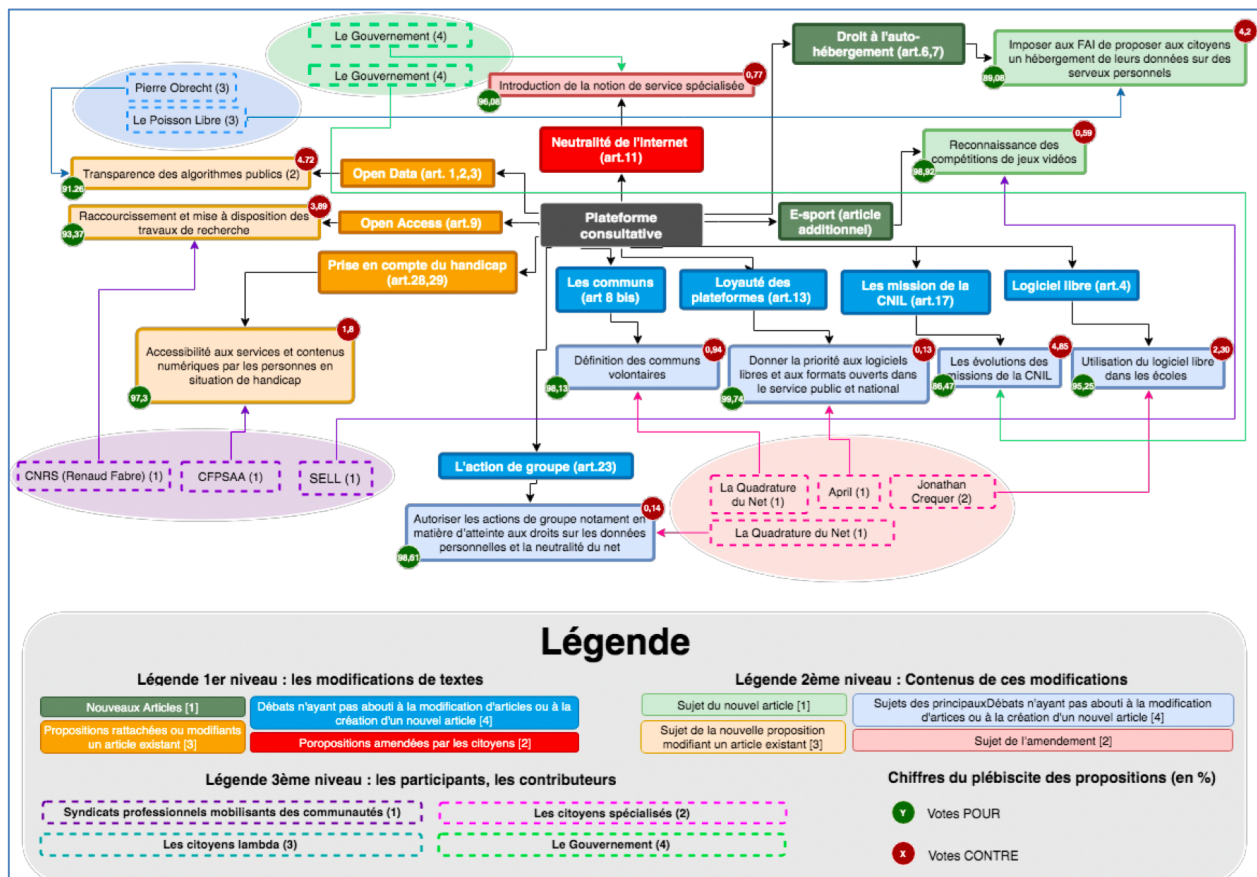 Le Gouvernement (4)
Le Gouvernement (4)
Pierre Obrecht (3)
Le Poisson Libre (3)
0,77
Introduction de la notion de service spécialisée
96,08
Droit à l'auto-
hébergement (art.6,7)
4,2
Imposer aux FAI de proposer aux citoyens
un hébergement de leurs données sur des
serveux personnels
89,08
Neutralité de l'Internet
(art.11)
0,59
Reconnaissance des
compétitions de jeux vidéos
98,92
4.72
Transparence des algorithmes publics (2)
91.26
Open Data (art. 1,2,3)
3,89
Raccourcissement et mise à disposition des
travaux de recherche
93,37
Open Access (art.9)
Plateforme
consultative
E-sport (article
additionnel)
Prise en compte du handicap
(art.28,29)
Les communs
(art 8 bis)
Loyauté des
plateformes (art.13)
Les mission de la
CNIL (art.17)
Logiciel libre (art.4)
1,8
Accessibilité aux services et contenus
numériques par les personnes en
situation de handicap
97,3
0,94
Définition des communs
volontaires
98,13
0,13
Donner la priorité aux logiciels
libres et aux formats ouverts dans
le service public et national
99,74
4,85
Les évolutions des
missions de la CNIL
86,47
2,30
Utilisation du logiciel libre
dans les écoles
95,25
CNRS (Renaud Fabre) (1)
CFPSAA (1)
SELL (1)
L'action de groupe (art.23)
La Quadrature
du Net (1)
April (1)
Jonathan
Crequer (2)
La Quadrature du Net (1)
0,14
Autoriser les actions de groupe notament en
matière d'atteinte aux droits sur les données
personnelles et la neutralité du net
98,61
Légende
Légende 1er niveau : les modifications de textes
Nouveaux Articles [1]
Propositions rattachées ou modifiants
un article existant [3]
Débats n'ayant pas abouti à la modification d'articles ou à la
création d'un nouvel article [4]
Poropositions amendées par les citoyens [2]
Légende 2ème niveau : Contenus de ces modifications
Sujet du nouvel article [1]
Sujet de la nouvelle proposition
modifiant un article existant [3]
Sujets des principauxDébats n'ayant pas abouti à la modification
d'artices ou à la création d'un nouvel article [4]
Sujet de l'amendement [2]
Légende 3ème niveau : les participants, les contributeurs
Syndicats professionnels mobilisants des communautés (1)
Les citoyens spécialisés (2)
Les citoyens lambda (3)
Le Gouvernement (4)
Chiffres du plébiscite des propositions (en %)
Y Votes POUR
X Votes CONTRE